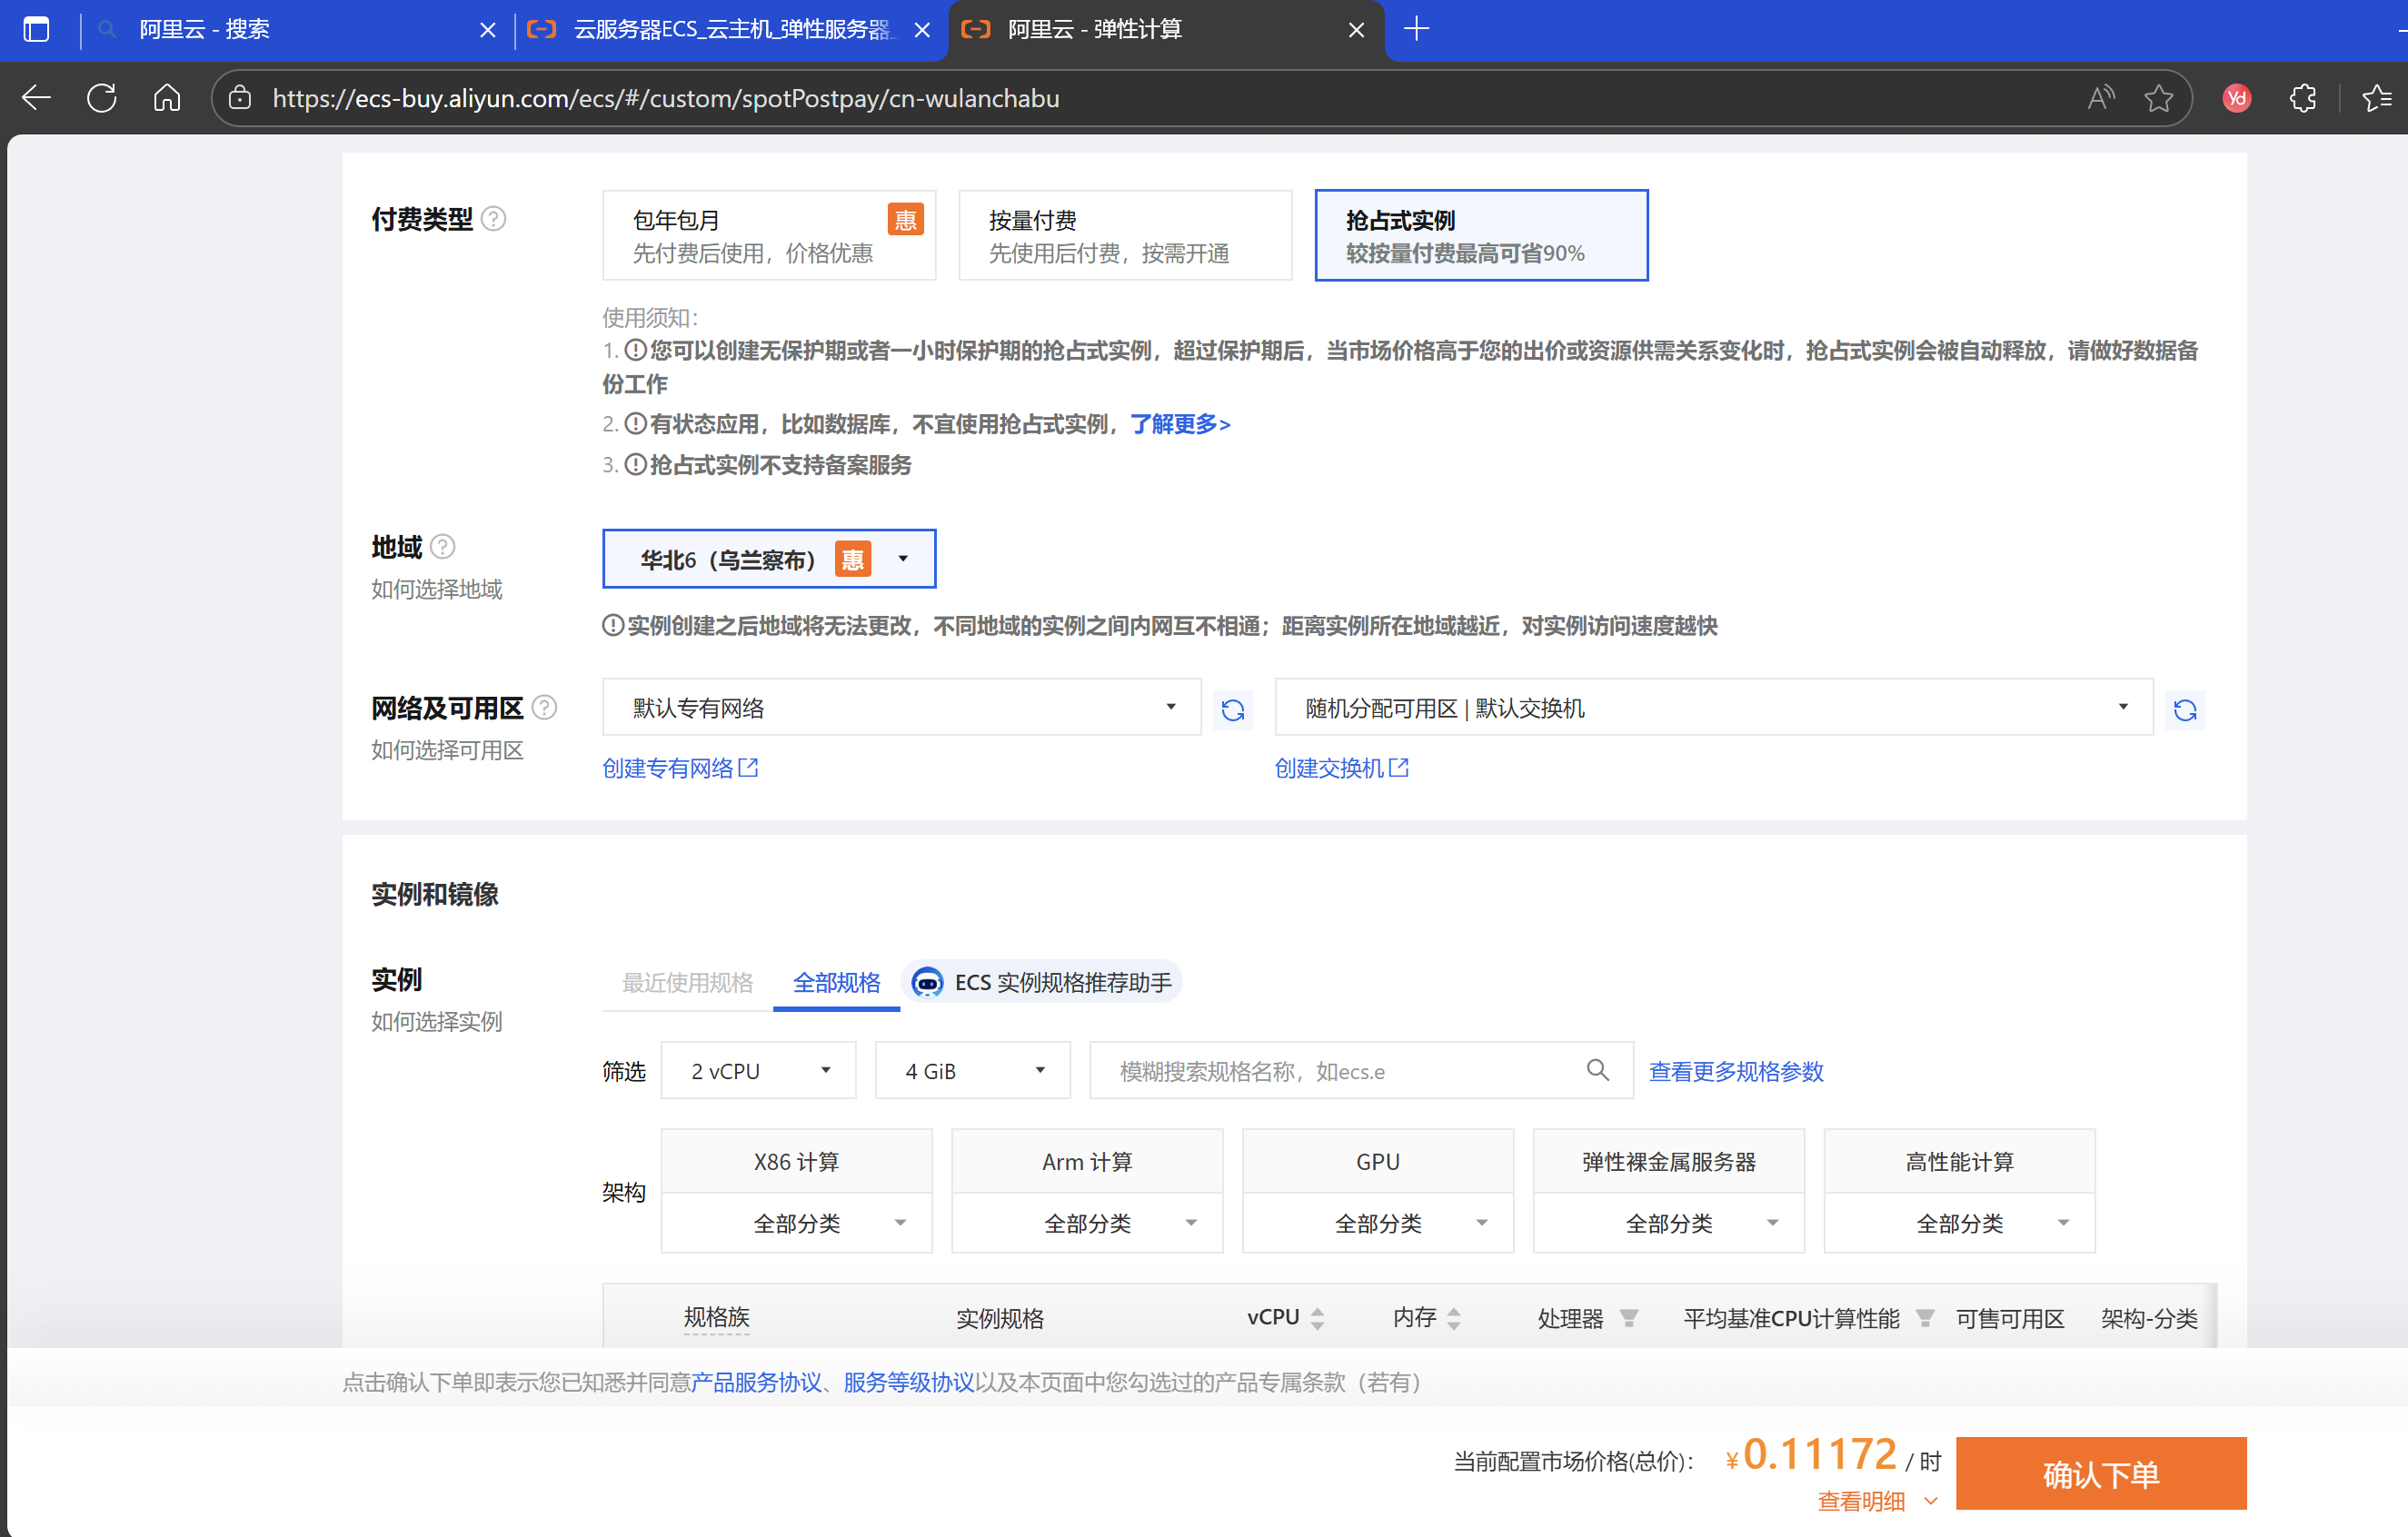 阿里云 - 搜索
云服务器ECS_云主机_弹性服务器_
阿里云 - 弹性计算
https://ecs-buy.aliyun.com/ecs/#/custom/spotPostpay/cn-wulanchabu
付费类型
包年包月 惠
先付费后使用，价格优惠
按量付费
先使用后付费，按需开通
抢占式实例
较按量付费最高可省90%
使用须知：
1. 您可以创建无保护期或者一小时保护期的抢占式实例，超过保护期后，当市场价格高于您的出价或资源供需关系变化时，抢占式实例会被自动释放，请做好数据备
份工作
2. 有状态应用，比如数据库，不宜使用抢占式实例，了解更多>
3. 抢占式实例不支持备案服务
地域
如何选择地域
华北6（乌兰察布） 惠
实例创建之后地域将无法更改，不同地域的实例之间内网互不相通；距离实例所在地域越近，对实例访问速度越快
网络及可用区
如何选择可用区
默认专有网络
随机分配可用区 | 默认交换机
创建专有网络
创建交换机
实例和镜像
实例
如何选择实例
最近使用规格 全部规格 ECS 实例规格推荐助手
筛选 2 vCPU 4 GiB 模糊搜索规格名称，如ecs.e 查看更多规格参数
架构
X86 计算 Arm 计算 GPU 弹性裸金属服务器 高性能计算
全部分类 全部分类 全部分类 全部分类 全部分类
规格族 实例规格 vCPU 内存 处理器 平均基准CPU计算性能 可售可用区 架构-分类
点击确认下单即表示您已知悉并同意产品服务协议、服务等级协议以及本页面中您勾选过的产品专属条款（若有）
当前配置市场价格(总价)： ¥0.11172 / 时
查看明细
确认下单